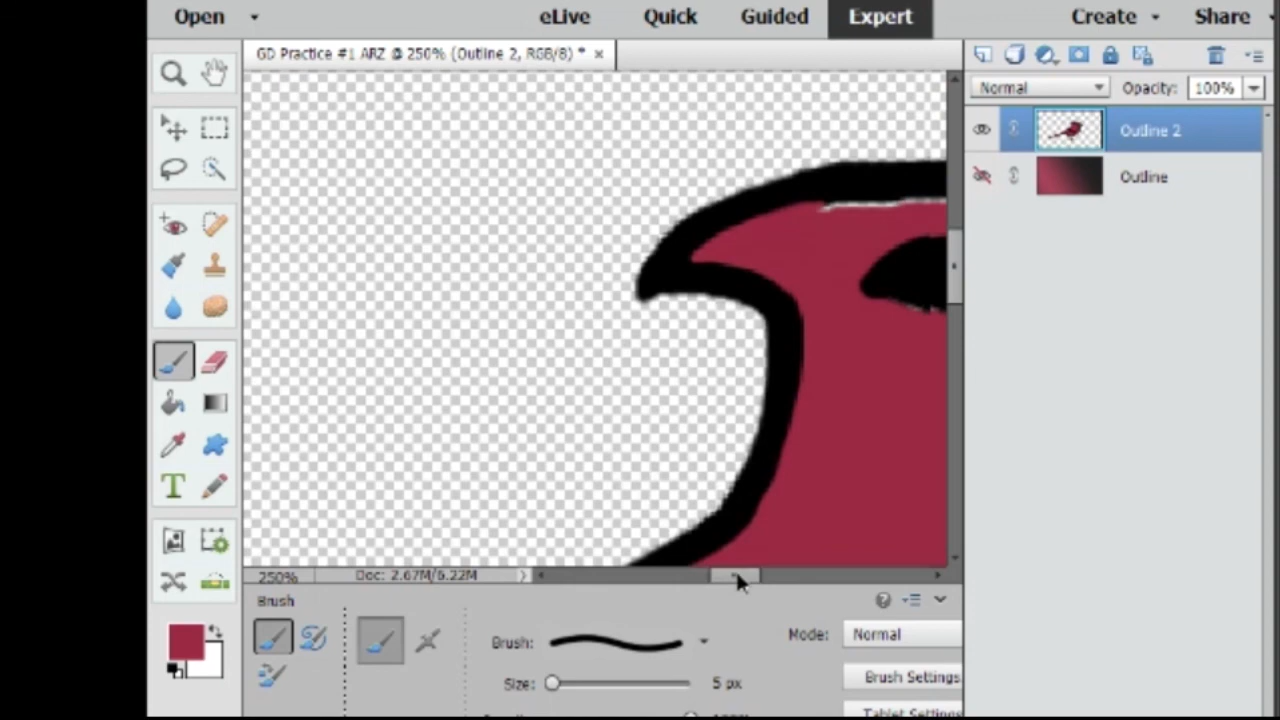 Open eLive Quick Guided Expert Create Share
GD Practice #1 ARZ @ 250% (Outline 2, RGB/8) * ×
Normal Opacity: 100%
Outline 2
Outline
250% Doc: 2.67M/6.22M
Brush
Brush: Mode: Normal
Size: 5 px Brush Settings
Tablet Settings